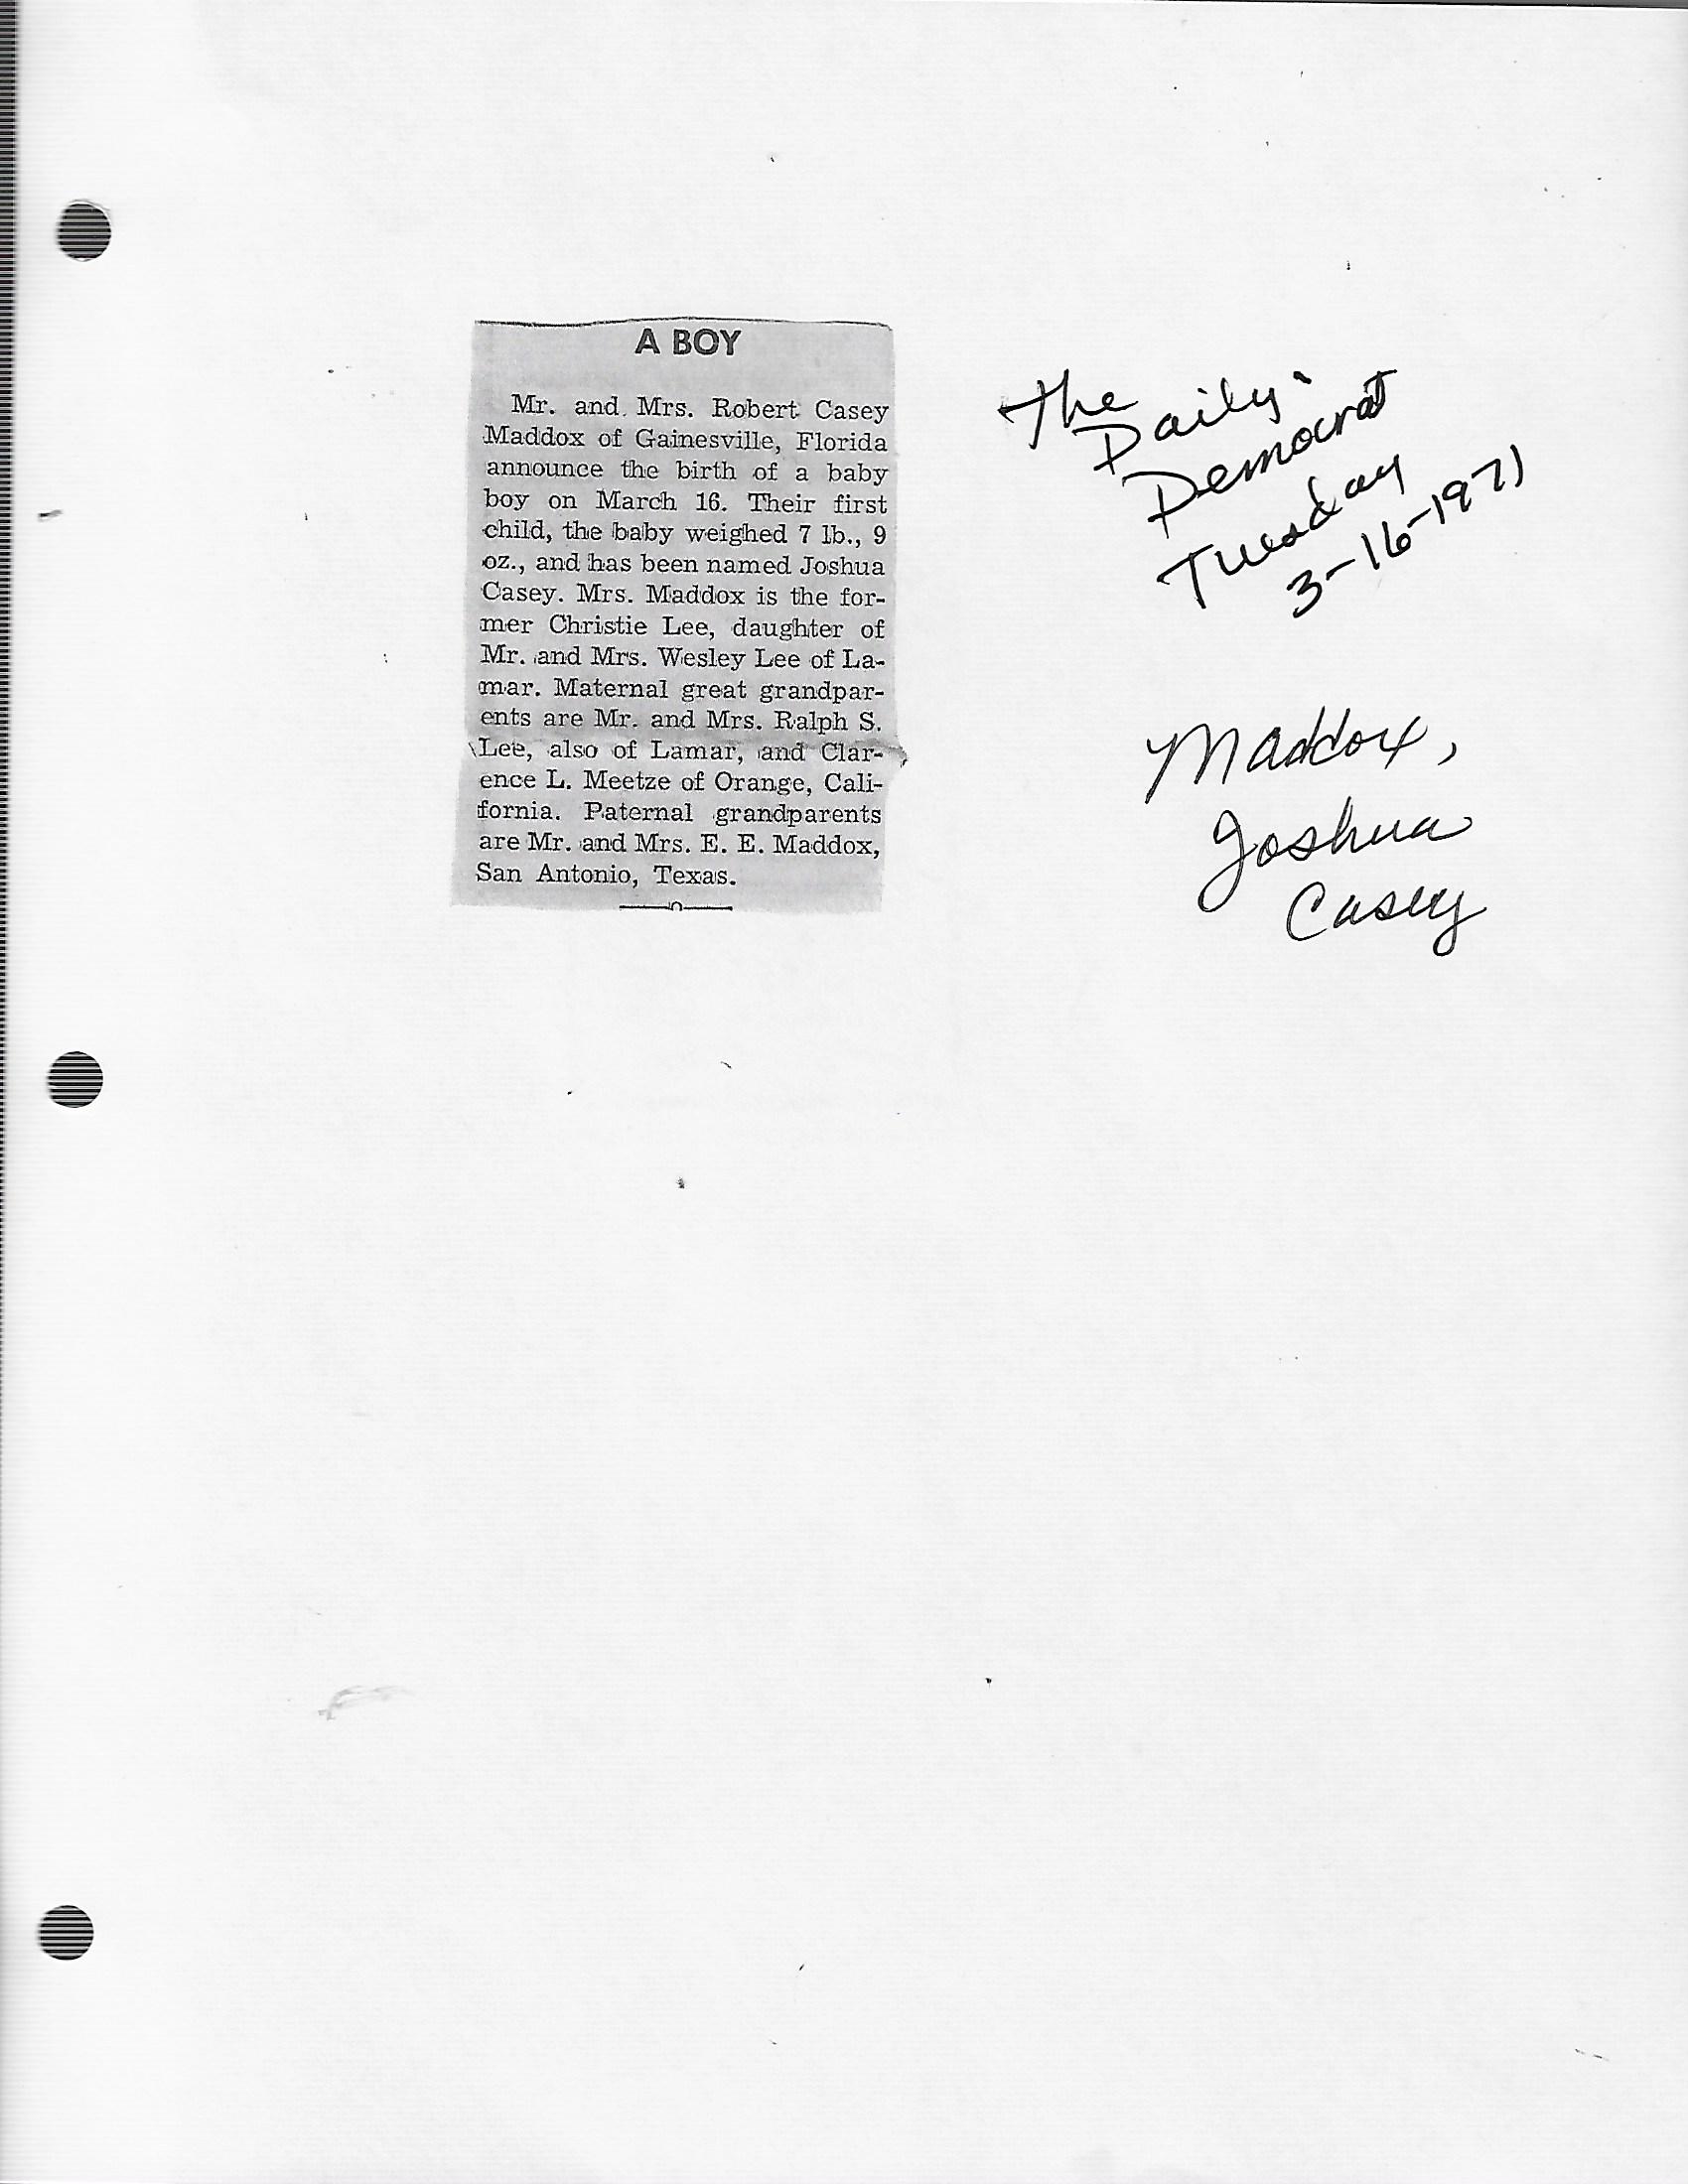 A BOY
Mr. and Mrs. Robert Casey
Maddox of Gainesville, Florida
announce the birth of a baby
boy on March 16. Their first
child, the baby weighed 7 lb., 9
oz., and has been named Joshua
Casey. Mrs. Maddox is the for-
mer Christie Lee, daughter of
Mr. and Mrs. Wesley Lee of La-
mar. Maternal great grandpar-
ents are Mr. and Mrs. Ralph S.
Lee, also of Lamar, and Clar-
ence L. Meetze of Orange, Cali-
fornia. Paternal grandparents
are Mr. and Mrs. E. E. Maddox,
San Antonio, Texas.
The
Daily
Democrat
Tuesday
3-16-1971
Maddox,
Joshua
Casey